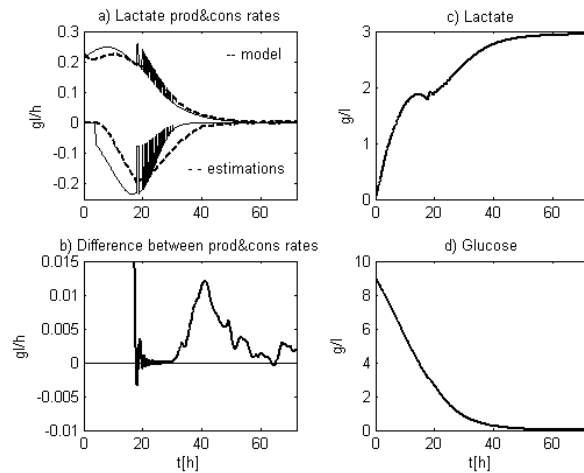 a) Lactate prod&cons rates
0.3
0.2
0.1
0
-0.1
-0.2
gl/h
-- model
-- estimations
0 20 40 60
c) Lactate
3
2
1
0
g/l
0 20 40 60
b) Difference between prod&cons rates
0.015
0.01
0.005
0
-0.005
-0.01
gl/h
0 20 40 60
t[h]
d) Glucose
10
8
6
4
2
0
g/l
0 20 40 60
t[h]